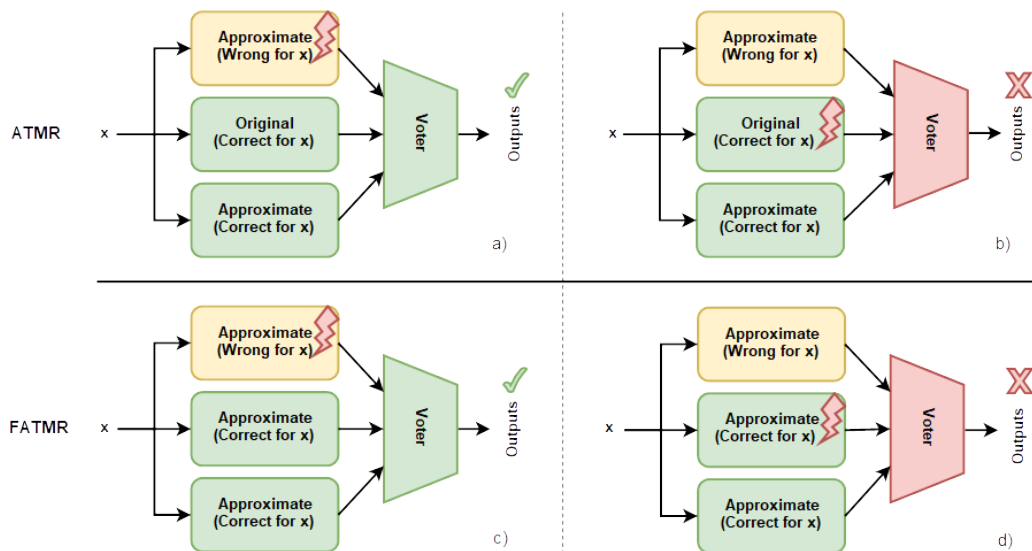 ATMR
x
Approximate
(Wrong for x)
Original
(Correct for x)
Approximate
(Correct for x)
Voter
Outputs
a)
x
Approximate
(Wrong for x)
Original
(Correct for x)
Approximate
(Correct for x)
Voter
Outputs
b)
FATMR
x
Approximate
(Wrong for x)
Approximate
(Correct for x)
Approximate
(Correct for x)
Voter
Outputs
c)
x
Approximate
(Wrong for x)
Approximate
(Correct for x)
Approximate
(Correct for x)
Voter
Outputs
d)